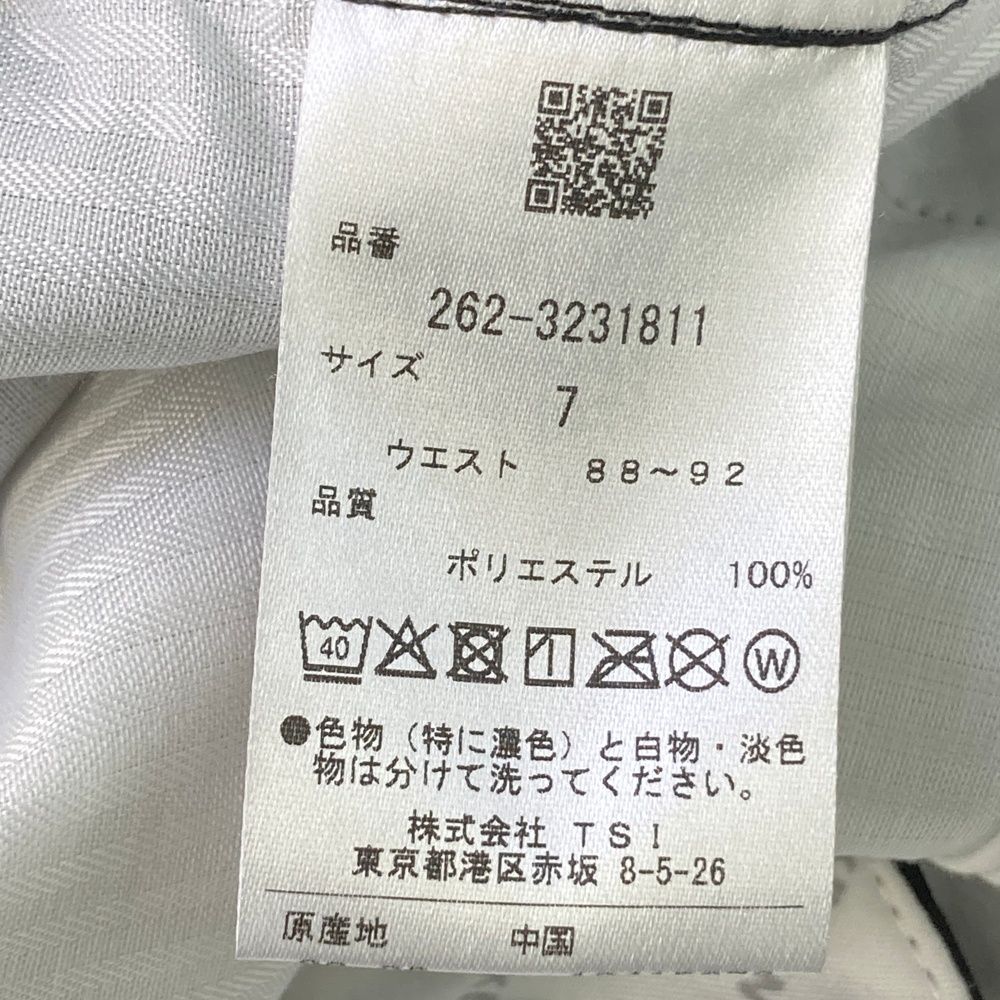 品番
262-3231811
サイズ
7
ウエスト 88～92
品質
ポリエステル 100%
40 W
●色物（特に濃色）と白物・淡色
物は分けて洗ってください。
株式会社 TSI
東京都港区赤坂 8-5-26
原産地 中国